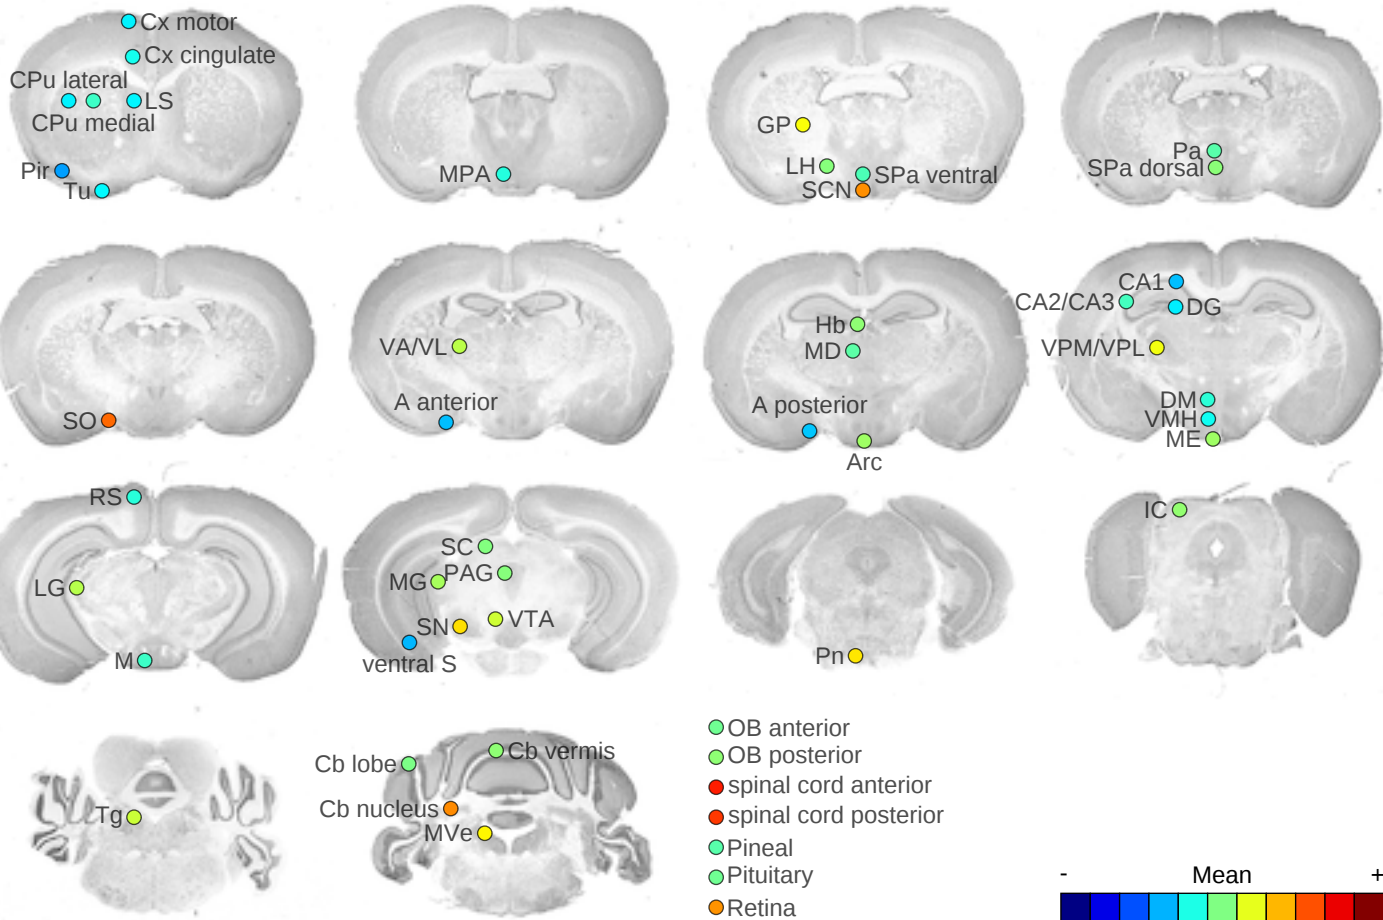 Cx motor
Cx cingulate
CPu lateral
LS
CPu medial
Pir
Tu
MPA
GP
LH
SPa ventral
SCN
Pa
SPa dorsal
SO
VA/VL
A anterior
Hb
MD
A posterior
Arc
CA1
CA2/CA3
DG
VPM/VPL
DM
VMH
ME
RS
LG
M
SC
PAG
MG
SN
VTA
ventral S
Pn
IC
Tg
Cb vermis
Cb lobe
Cb nucleus
MVe
OB anterior
OB posterior
spinal cord anterior
spinal cord posterior
Pineal
Pituitary
Retina
- Mean +